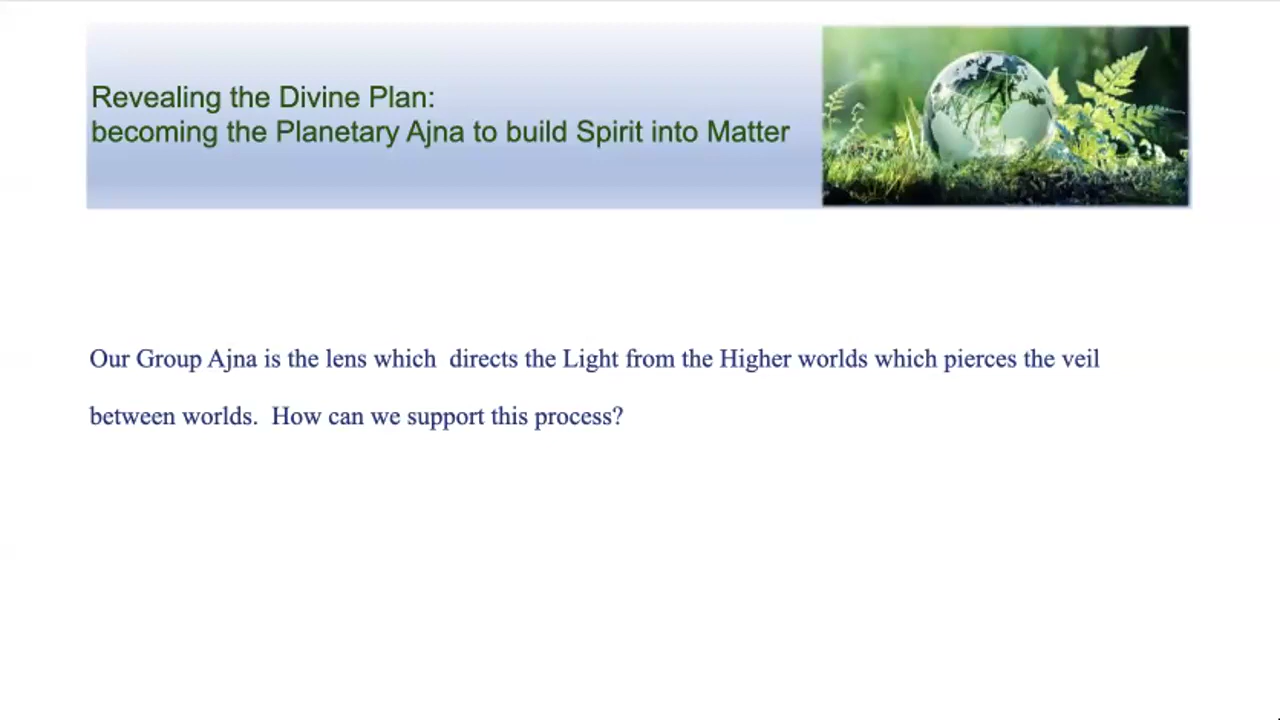 Revealing the Divine Plan:
becoming the Planetary Ajna to build Spirit into Matter
Our Group Ajna is the lens which  directs the Light from the Higher worlds which pierces the veil
between worlds.  How can we support this process?